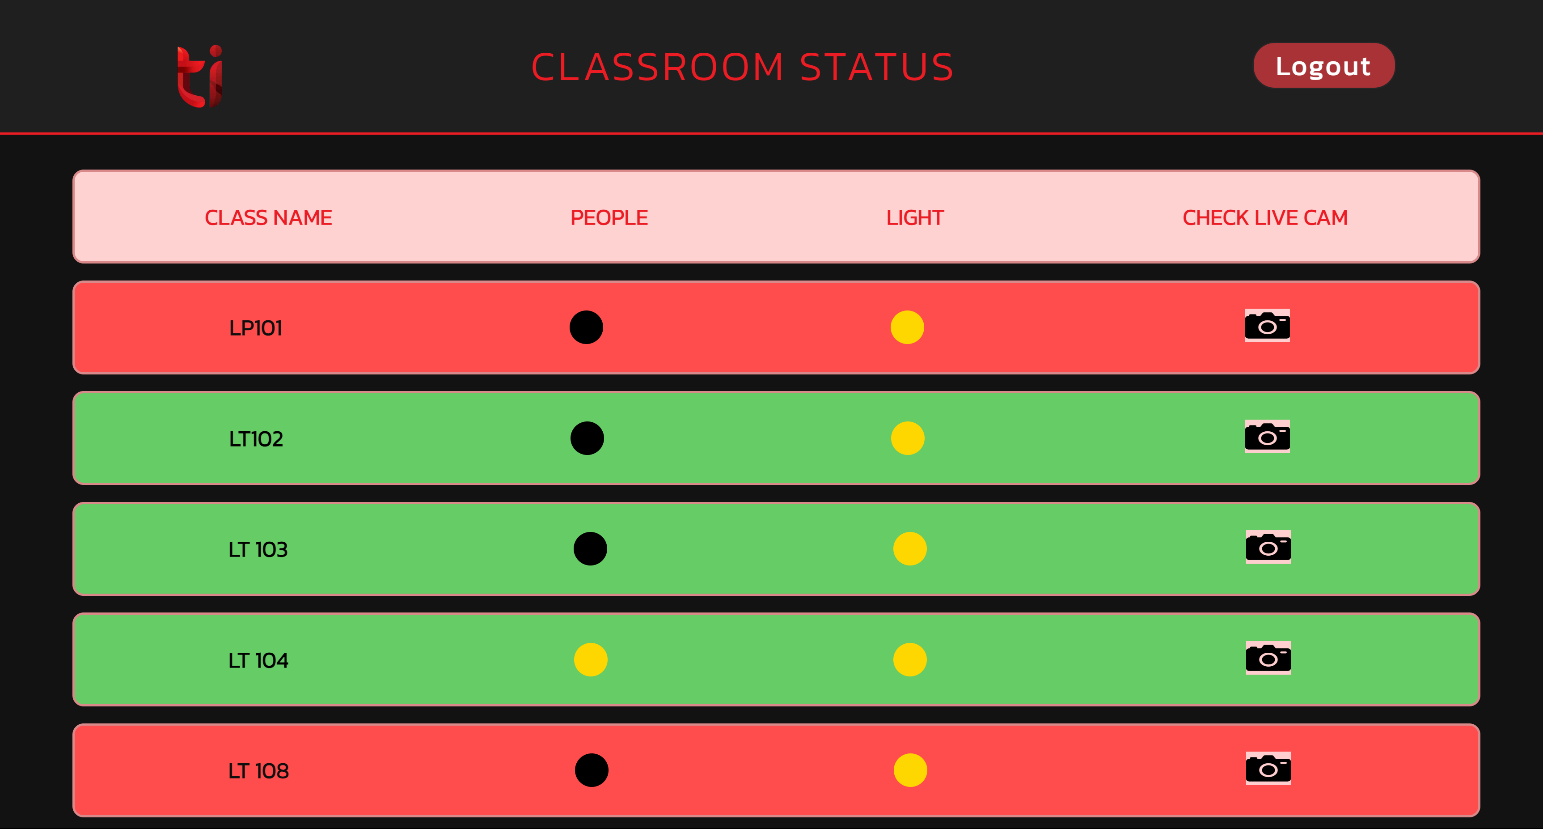 ti
CLASSROOM STATUS
Logout
CLASS NAME PEOPLE LIGHT CHECK LIVE CAM
LP101
LT102
LT 103
LT 104
LT 108